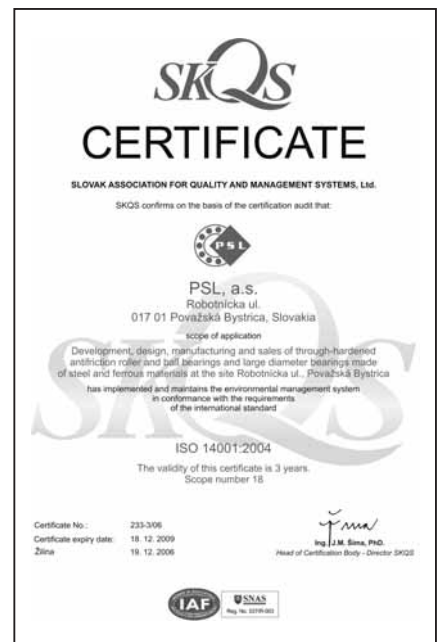 SKQS
CERTIFICATE
SLOVAK ASSOCIATION FOR QUALITY AND MANAGEMENT SYSTEMS, Ltd.
SKQS confirms on the basis of the certification audit that:
PSL
PSL, a.s.
Robotnícka ul.
017 01 Považská Bystrica, Slovakia
scope of application
Development, design, manufacturing and sales of through-hardened
antifriction roller and ball bearings and large diameter bearings made
of steel and ferrous materials at the site Robotnícka ul., Považská Bystrica
has implemented and maintains the environmental management system
in conformance with the requirements
of the international standard
SKQS
ISO 14001:2004
The validity of this certificate is 3 years.
Scope number 18
Certificate No.: 233-3/06
Certificate expiry date: 18. 12. 2009
Žilina 19. 12. 2006
Ing. J.M. Šima, PhD.
Head of Certification Body - Director SKQS
IAF
SNAS
Reg. No.